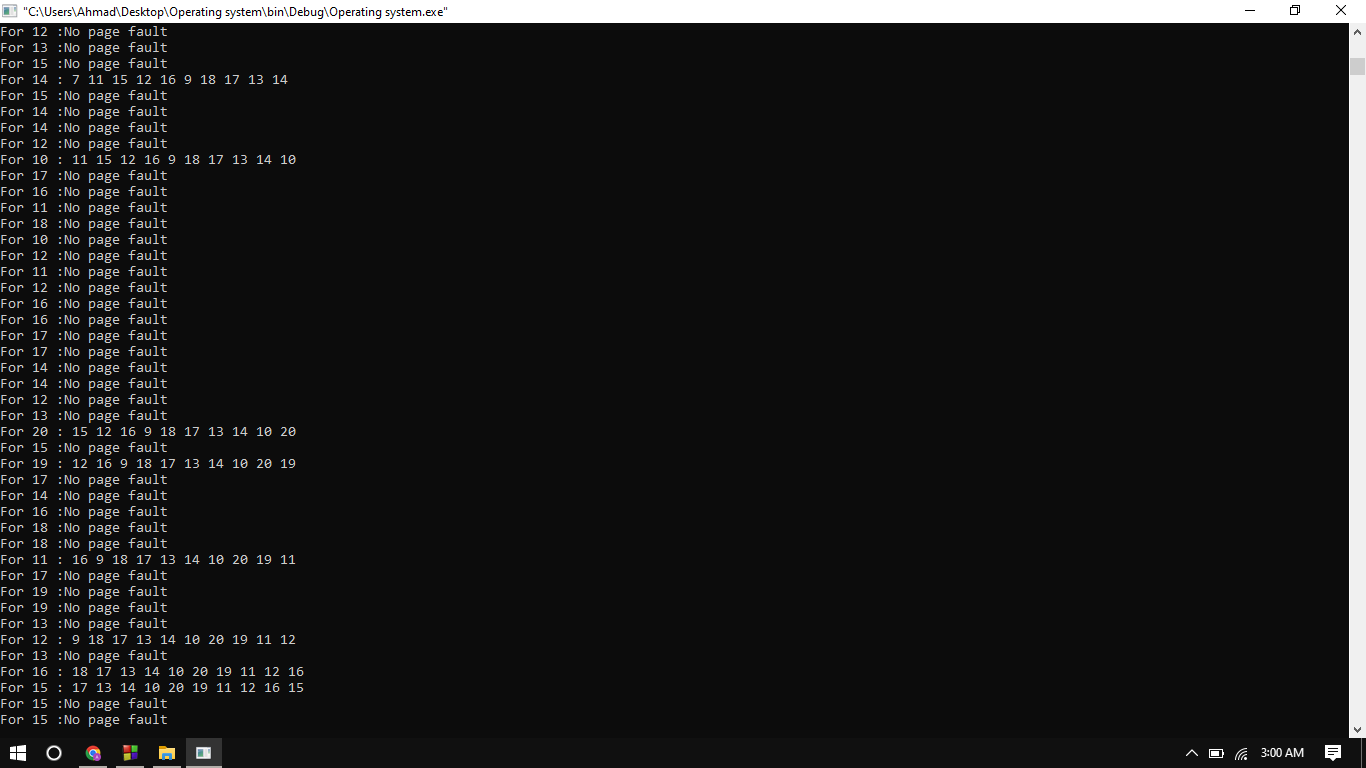 "C:\Users\Ahmad\Desktop\Operating system\bin\Debug\Operating system.exe"
For 12 :No page fault
For 13 :No page fault
For 15 :No page fault
For 14 : 7 11 15 12 16 9 18 17 13 14
For 15 :No page fault
For 14 :No page fault
For 14 :No page fault
For 12 :No page fault
For 10 : 11 15 12 16 9 18 17 13 14 10
For 17 :No page fault
For 16 :No page fault
For 11 :No page fault
For 18 :No page fault
For 10 :No page fault
For 12 :No page fault
For 11 :No page fault
For 12 :No page fault
For 16 :No page fault
For 16 :No page fault
For 17 :No page fault
For 17 :No page fault
For 14 :No page fault
For 14 :No page fault
For 12 :No page fault
For 13 :No page fault
For 20 : 15 12 16 9 18 17 13 14 10 20
For 15 :No page fault
For 19 : 12 16 9 18 17 13 14 10 20 19
For 17 :No page fault
For 14 :No page fault
For 16 :No page fault
For 18 :No page fault
For 18 :No page fault
For 11 : 16 9 18 17 13 14 10 20 19 11
For 17 :No page fault
For 19 :No page fault
For 19 :No page fault
For 13 :No page fault
For 12 : 9 18 17 13 14 10 20 19 11 12
For 13 :No page fault
For 16 : 18 17 13 14 10 20 19 11 12 16
For 15 : 17 13 14 10 20 19 11 12 16 15
For 15 :No page fault
For 15 :No page fault
3:00 AM